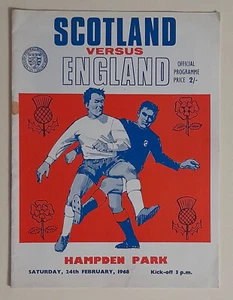 SCOTLAND
VERSUS
ENGLAND
OFFICIAL
PROGRAMME
PRICE 2/-
HAMPDEN PARK
SATURDAY, 24th FEBRUARY, 1968 Kick-off 3 p.m.